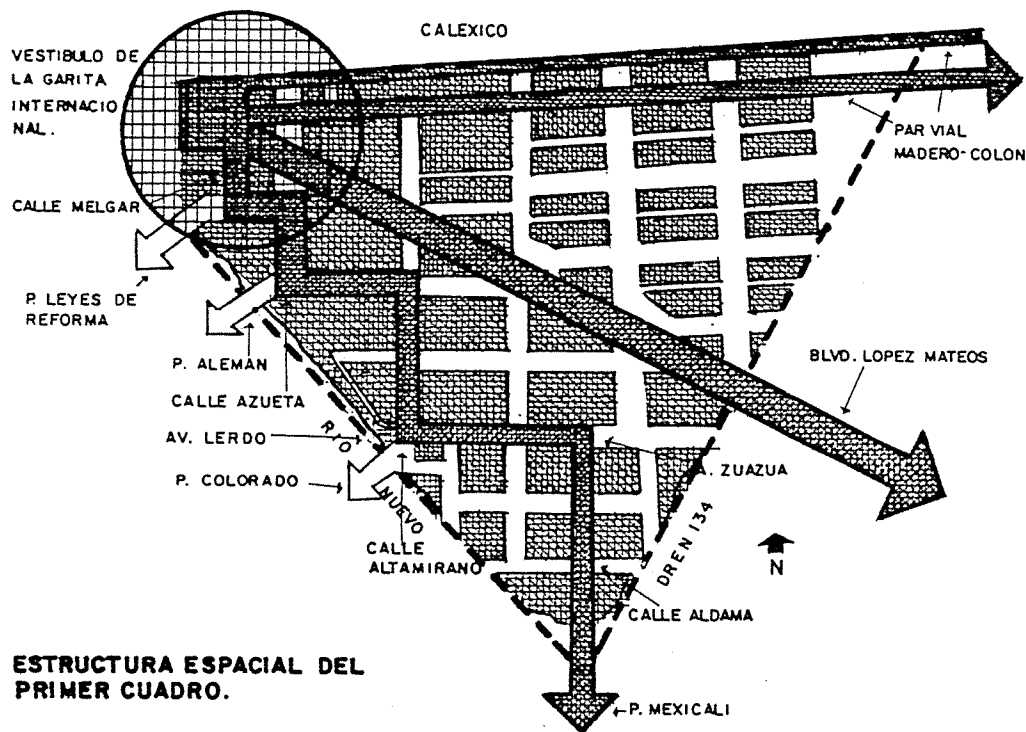 CALEXICO
VESTIBULO DE
LA GARITA
INTERNACIO
NAL.
PAR VIAL
MADERO-COLON
CALLE MELGAR
P. LEYES DE
REFORMA
P. ALEMAN
CALLE AZUETA
AV. LERDO
P. COLORADO
RIO
NUEVO
CALLE
ALTAMIRANO
BLVD. LOPEZ MATEOS
A. ZUAZUA
DREN 134
N
CALLE ALDAMA
P. MEXICALI
ESTRUCTURA ESPACIAL DEL
PRIMER CUADRO.